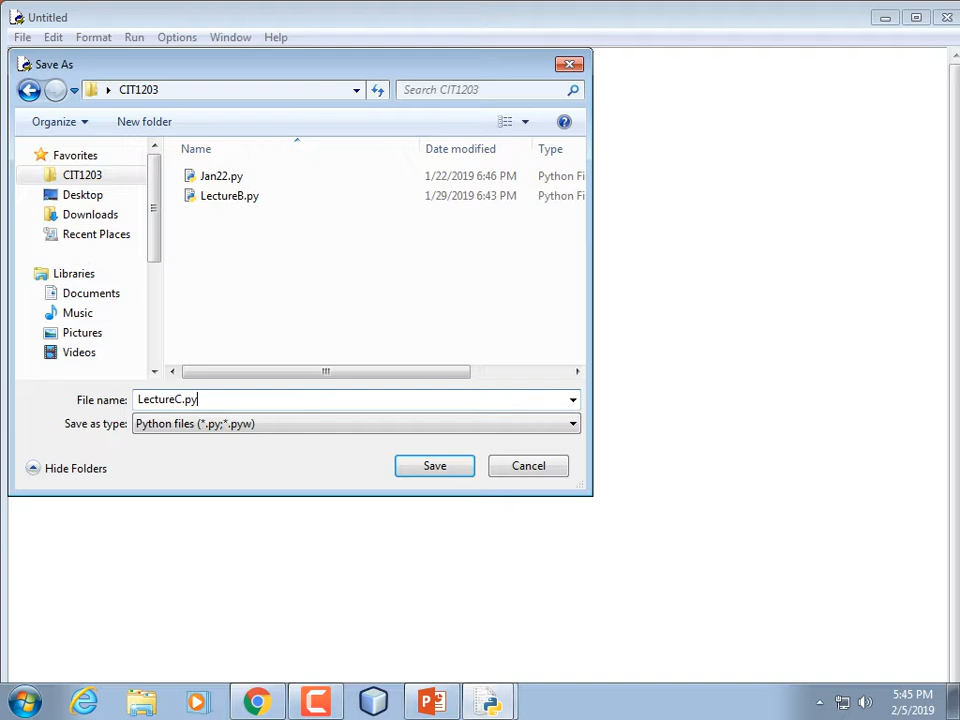 Untitled
File Edit Format Run Options Window Help
Save As
CIT1203
Search CIT1203
Organize New folder
Name Date modified Type
Favorites
CIT1203
Desktop
Downloads
Recent Places
Libraries
Documents
Music
Pictures
Videos
Jan22.py 1/22/2019 6:46 PM Python Fi
LectureB.py 1/29/2019 6:43 PM Python Fi
File name: LectureC.py
Save as type: Python files (*.py;*.pyw)
Hide Folders Save Cancel
5:45 PM
2/5/2019